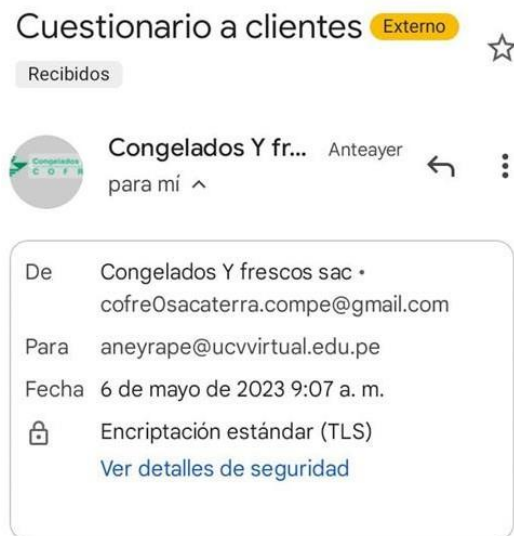 Cuestionario a clientes Externo
Recibidos
Congelados
C O F R
Congelados Y fr... Anteayer
para mí
De Congelados Y frescos sac •
cofre0sacaterra.compe@gmail.com
Para aneyrape@ucvvirtual.edu.pe
Fecha 6 de mayo de 2023 9:07 a. m.
Encriptación estándar (TLS)
Ver detalles de seguridad